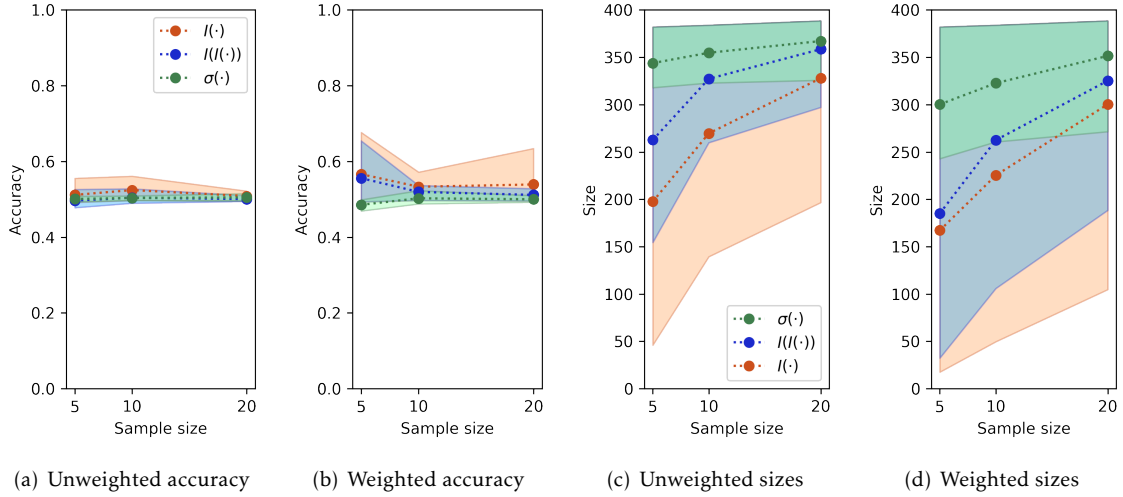 1.0
0.8
0.6
0.4
0.2
0.0
Accuracy
5
10
20
Sample size
I(·)
I(I(·))
σ(·)
(a) Unweighted accuracy
1.0
0.8
0.6
0.4
0.2
0.0
Accuracy
5
10
20
Sample size
(b) Weighted accuracy
400
350
300
250
200
150
100
50
0
Size
5
10
20
Sample size
σ(·)
I(I(·))
I(·)
(c) Unweighted sizes
400
350
300
250
200
150
100
50
0
Size
5
10
20
Sample size
(d) Weighted sizes